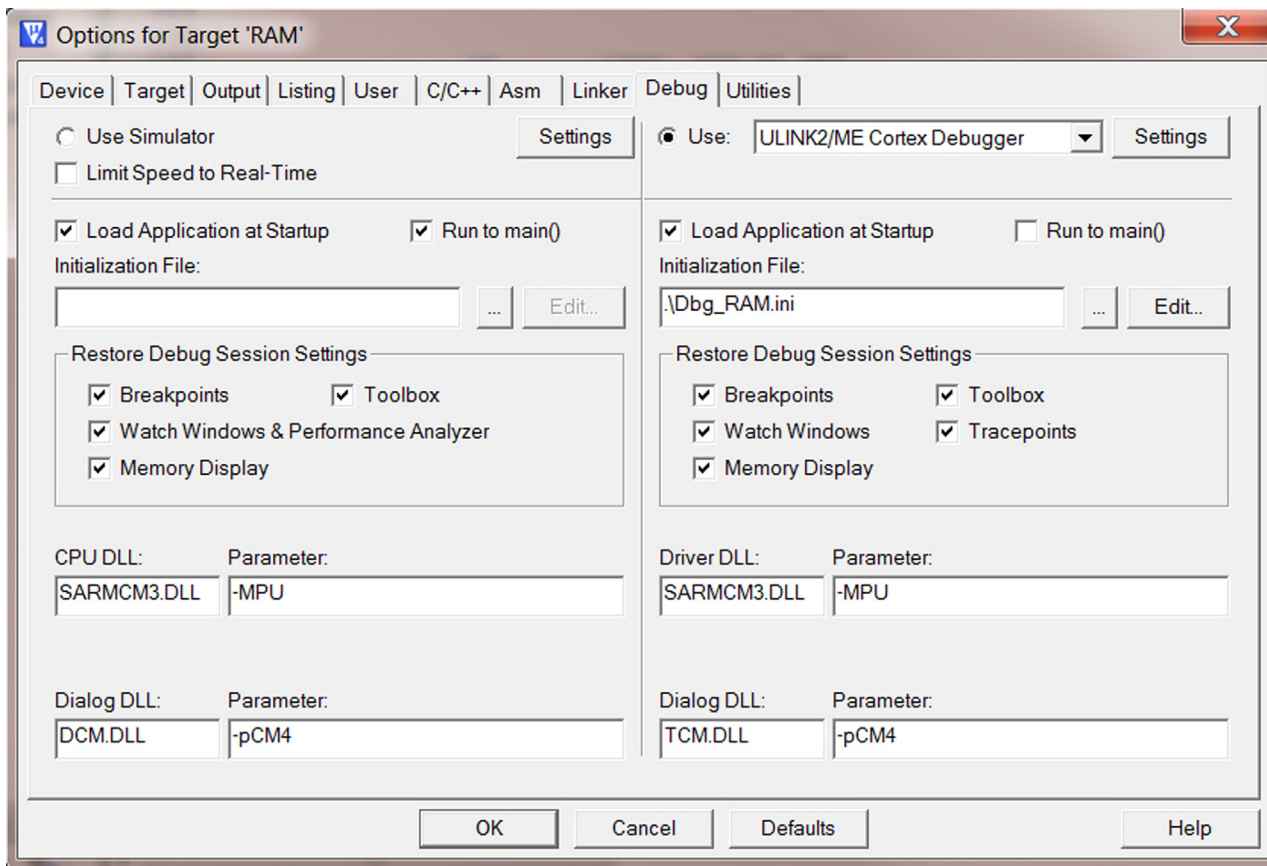 Options for Target 'RAM'
Device Target Output Listing User C/C++ Asm Linker Debug Utilities
Use Simulator Settings Use: ULINK2/ME Cortex Debugger Settings
Limit Speed to Real-Time
Load Application at Startup Run to main() Load Application at Startup Run to main()
Initialization File: Initialization File:
... Edit... .\Dbg_RAM.ini ... Edit...
Restore Debug Session Settings Restore Debug Session Settings
Breakpoints Toolbox Breakpoints Toolbox
Watch Windows & Performance Analyzer Watch Windows Tracepoints
Memory Display Memory Display
CPU DLL: Parameter: Driver DLL: Parameter:
SARMCM3.DLL -MPU SARMCM3.DLL -MPU
Dialog DLL: Parameter: Dialog DLL: Parameter:
DCM.DLL -pCM4 TCM.DLL -pCM4
OK Cancel Defaults Help